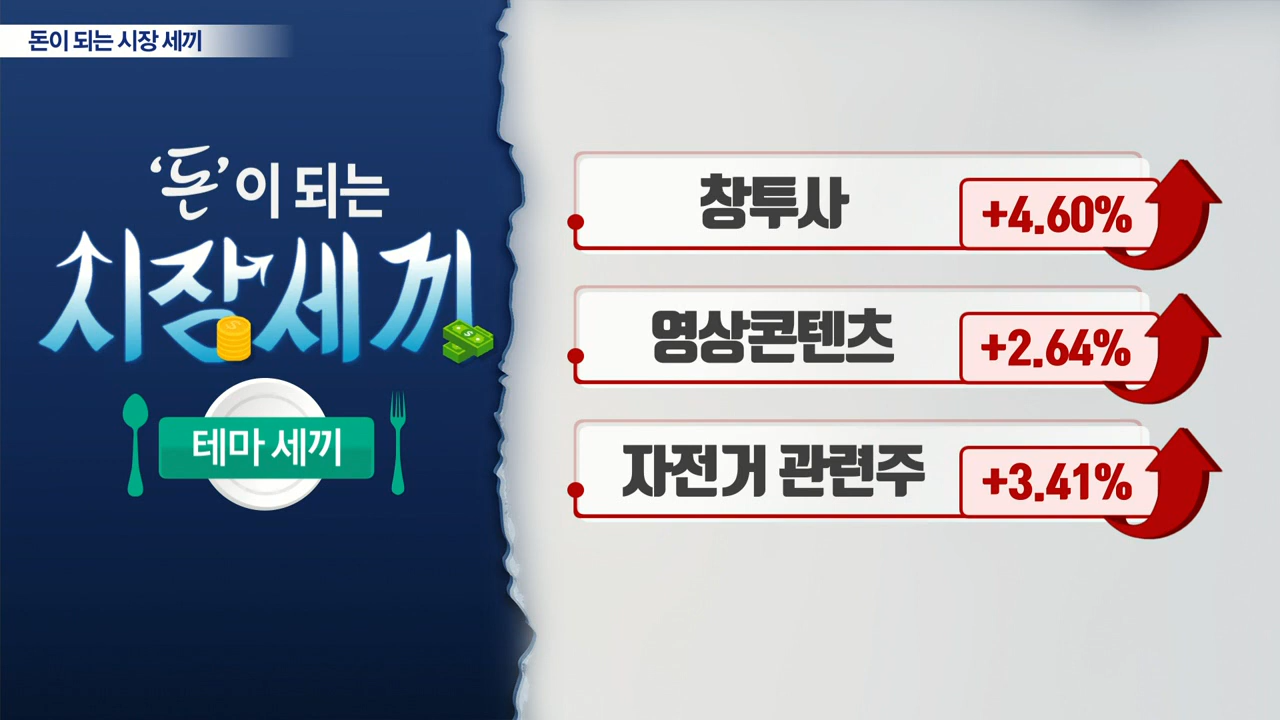 돈이 되는 시장 세끼
‘돈’이 되는
시장세끼
테마 세끼
창투사
+4.60%
영상콘텐츠
+2.64%
자전거 관련주
+3.41%